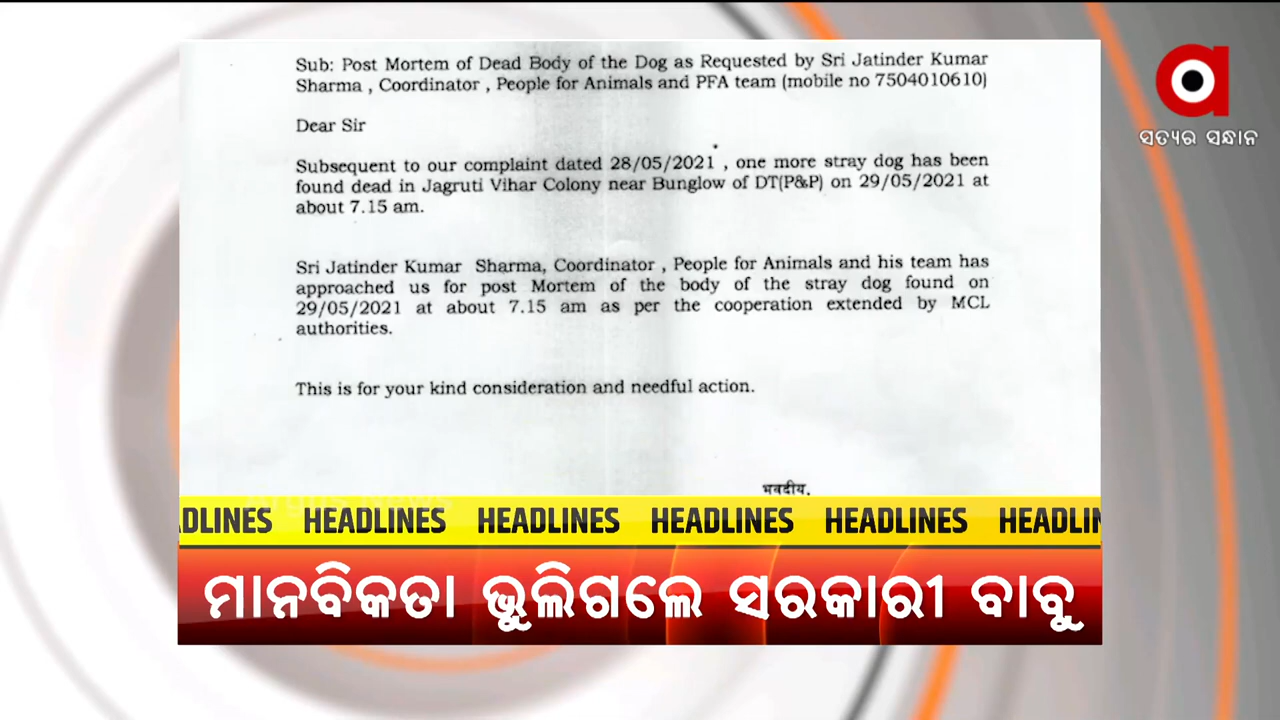 Sub: Post Mortem of Dead Body of the Dog as Requested by Sri Jatinder Kumar
Sharma , Coordinator , People for Animals and PFA team (mobile no 7504010610)
Dear Sir
Subsequent to our complaint dated 28/05/2021 , one more stray dog has been
found dead in Jagruti Vihar Colony near Bunglow of DT(P&P) on 29/05/2021 at
about 7.15 am.
Sri Jatinder Kumar Sharma, Coordinator , People for Animals and his team has
approached us for post Mortem of the body of the stray dog found on
29/05/2021 at about 7.15 am as per the cooperation extended by MCL
authorities.
This is for your kind consideration and needful action.
भवदीय,
ସତ୍ୟର ସନ୍ଧାନ
Argus News
DLINES HEADLINES HEADLINES HEADLINES HEADLINES HEADLIN
ମାନବିକତା ଭୁଲିଗଲେ ସରକାରୀ ବାବୁ